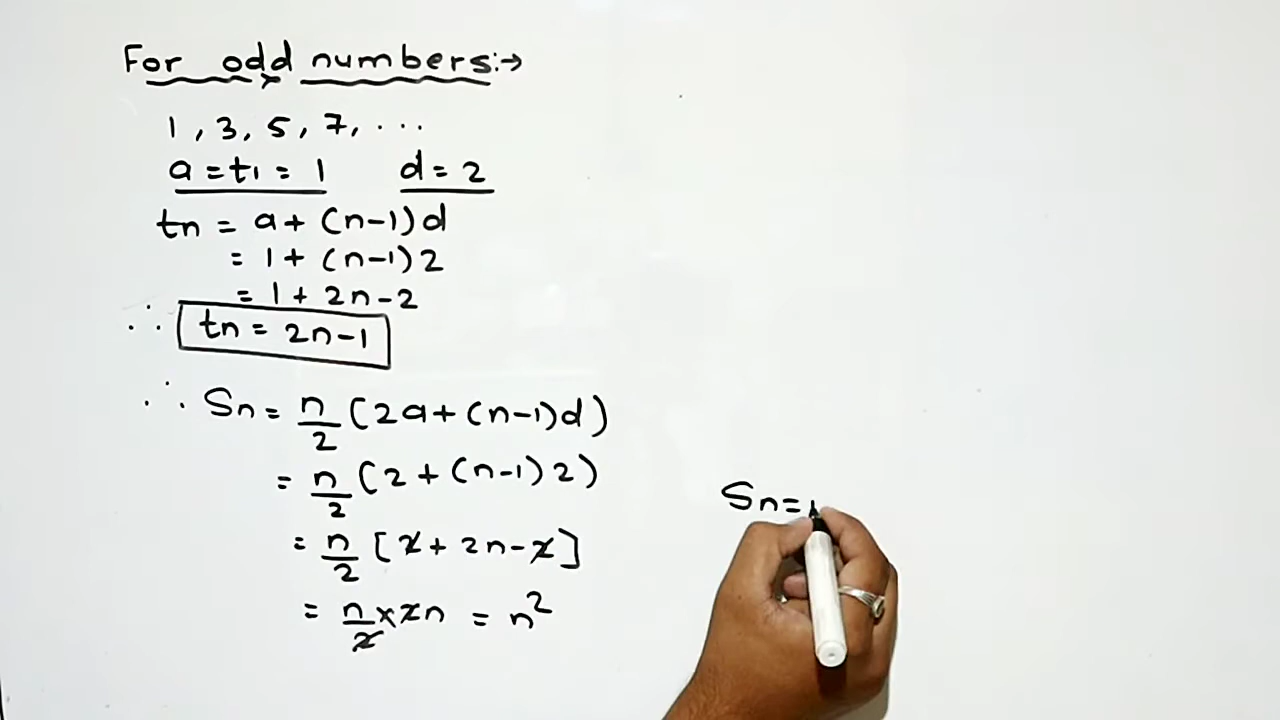 For odd numbers:→
1, 3, 5, 7, ...
a = t1 = 1 d = 2
tn = a + (n-1)d
= 1 + (n-1)2
= 1 + 2n - 2
∴ tn = 2n-1
∴ Sn = n/2 (2a + (n-1)d)
= n/2 (2 + (n-1)2)
= n/2 [2 + 2n - 2]
= n/2 × 2n = n²
Sn =